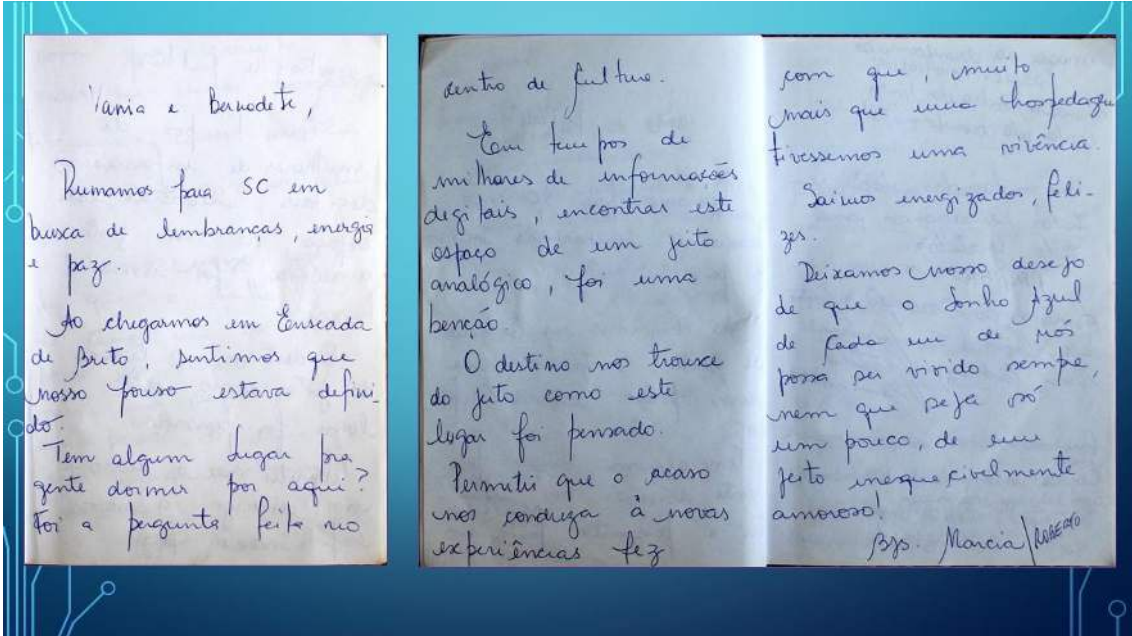 Vania e Bernadete,
Rumamos para SC em
busca de lembranças, energia
e paz.
Ao chegarmos em Enseada
de Brito, sentimos que
nosso pouso estava defini-
do.
Tem algum lugar pra
gente dormir por aqui?
Foi a pergunta feita no
centro de Cultura.
Em tempos de
milhares de informações
degitais, encontrar este
espaço de um jeito
analógico, foi uma
benção.
O destino nos trouxe
do jeito como este
logar foi pensado.
Permitir que o acaso
nos conduza à novas
experiências fez
com que, muito
mais que uma hospedagem
tivessemos uma vivência.
Saimos energizados, feli-
zes.
Deixamos nosso desejo
de que o Sonho Azul
de cada um de nós
possa ser vivido sempre,
nem que seja só
um pouco, de um
jeito inesquecivelmente
amoroso!
Bjs. Marcia/ROBERTO